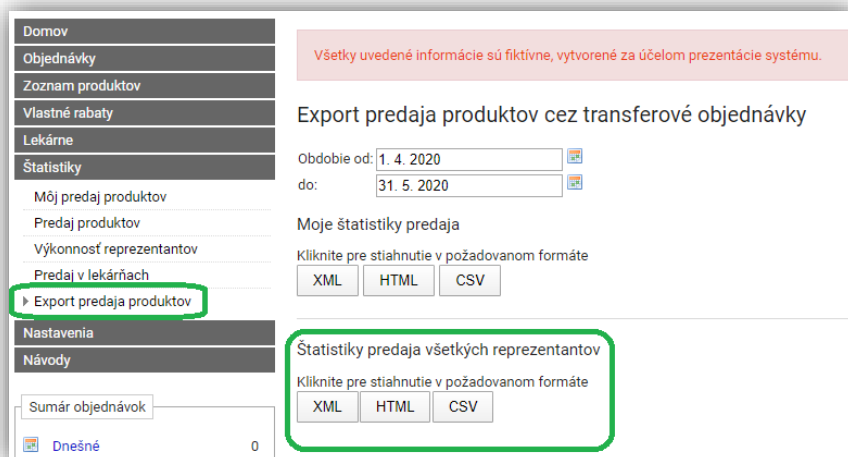 Domov
Objednávky
Zoznam produktov
Vlastné rabaty
Lekárne
Štatistiky
Môj predaj produktov
Predaj produktov
Výkonnosť reprezentantov
Predaj v lekárňach
Export predaja produktov
Nastavenia
Návody
Sumár objednávok
Dnešné 0
Všetky uvedené informácie sú fiktívne, vytvorené za účelom prezentácie systému.
Export predaja produktov cez transferové objednávky
Obdobie od: 1. 4. 2020
do: 31. 5. 2020
Moje štatistiky predaja
Kliknite pre stiahnutie v požadovanom formáte
XML HTML CSV
Štatistiky predaja všetkých reprezentantov
Kliknite pre stiahnutie v požadovanom formáte
XML HTML CSV